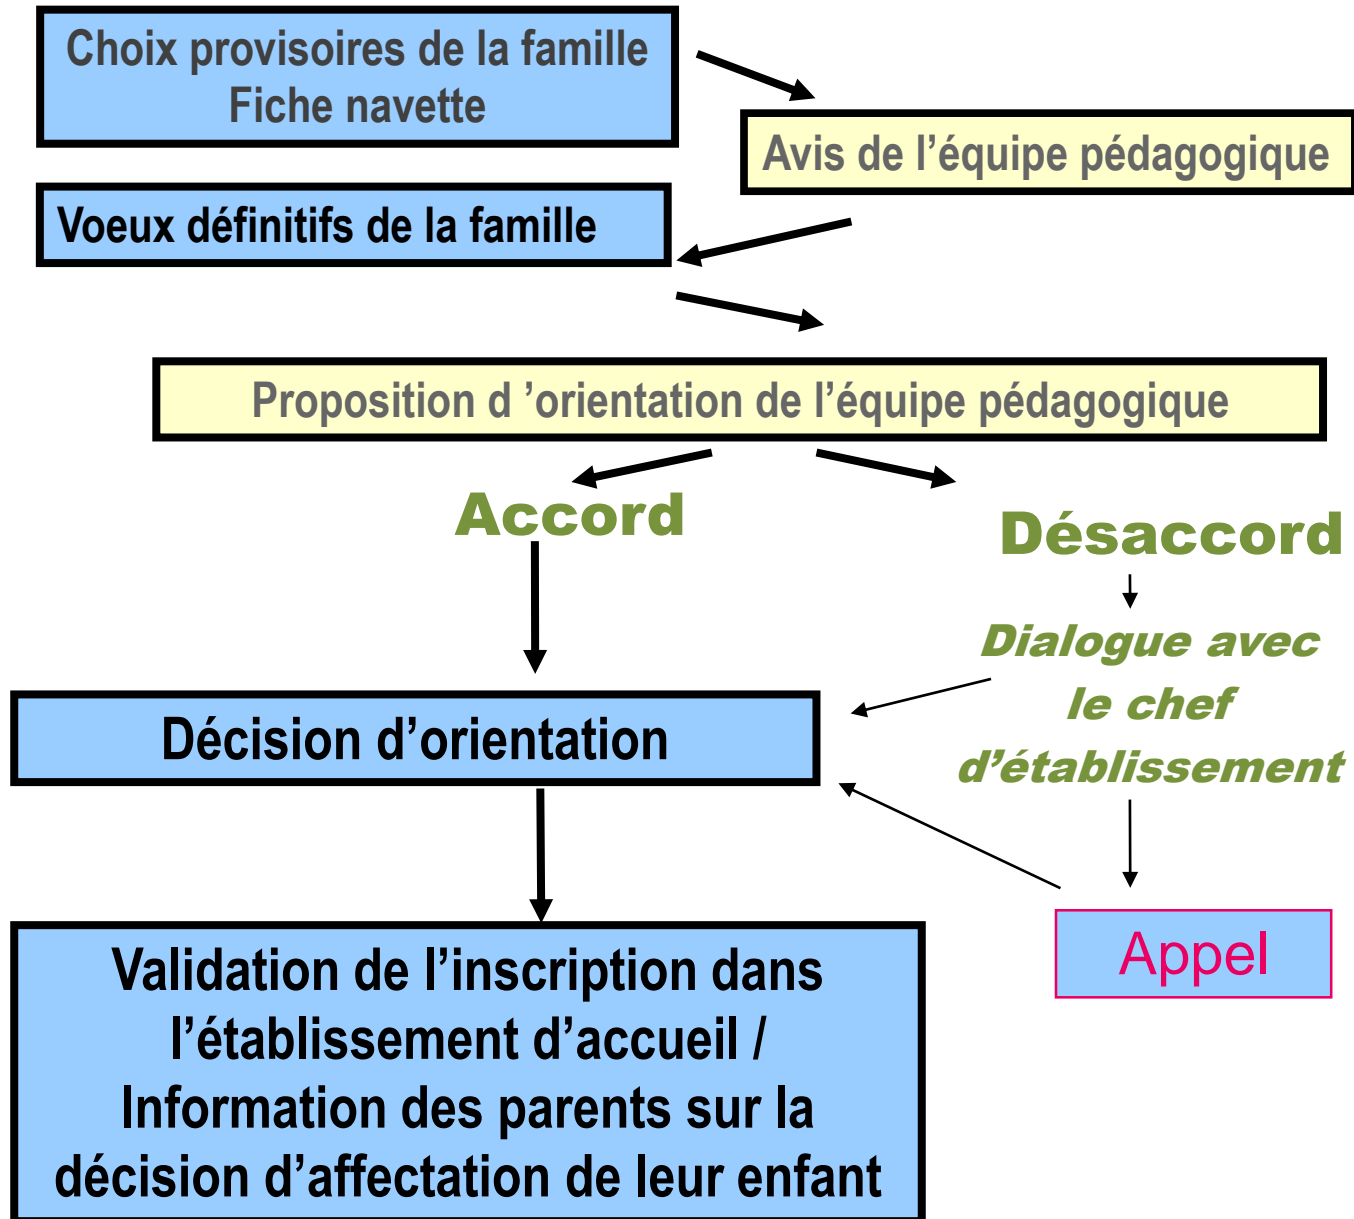 Choix provisoires de la famille
Fiche navette
Avis de l’équipe pédagogique
Voeux définitifs de la famille
Proposition d ’orientation de l’équipe pédagogique
Accord
Désaccord
Dialogue avec
le chef
d’établissement
Décision d’orientation
Appel
Validation de l’inscription dans
l’établissement d’accueil /
Information des parents sur la
décision d’affectation de leur enfant